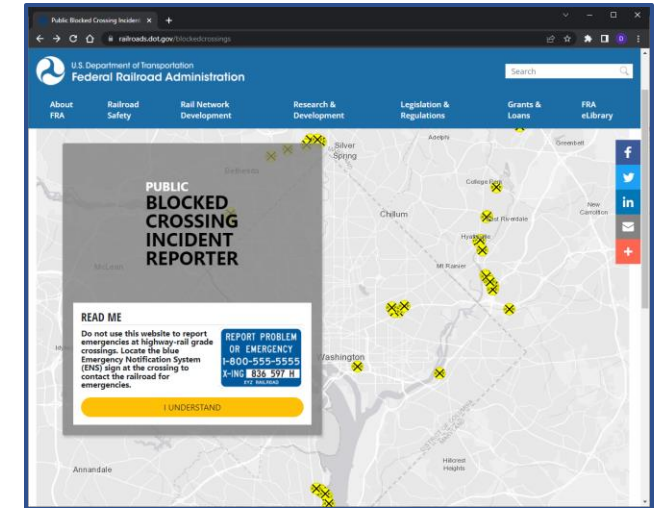 Public Blocked Crossing Incident
railroads.dot.gov/blockedcrossings
U.S. Department of Transportation
Federal Railroad Administration
Search
About FRA
Railroad Safety
Rail Network Development
Research & Development
Legislation & Regulations
Grants & Loans
FRA eLibrary
PUBLIC
BLOCKED
CROSSING
INCIDENT
REPORTER
READ ME
Do not use this website to report
emergencies at highway-rail grade
crossings. Locate the blue
Emergency Notification System
(ENS) sign at the crossing to
contact the railroad for
emergencies.
REPORT PROBLEM
OR EMERGENCY
1-800-555-5555
X-ING 836 597 H
XYZ RAILROAD
I UNDERSTAND
Adelphi
Silver
Spring
Bethesda
Greenbelt
College Park
New
Carrollton
Chillum
East Riverdale
Hyattsville
Mt Rainier
McLean
Washington
Annandale
Hillcrest
Heights